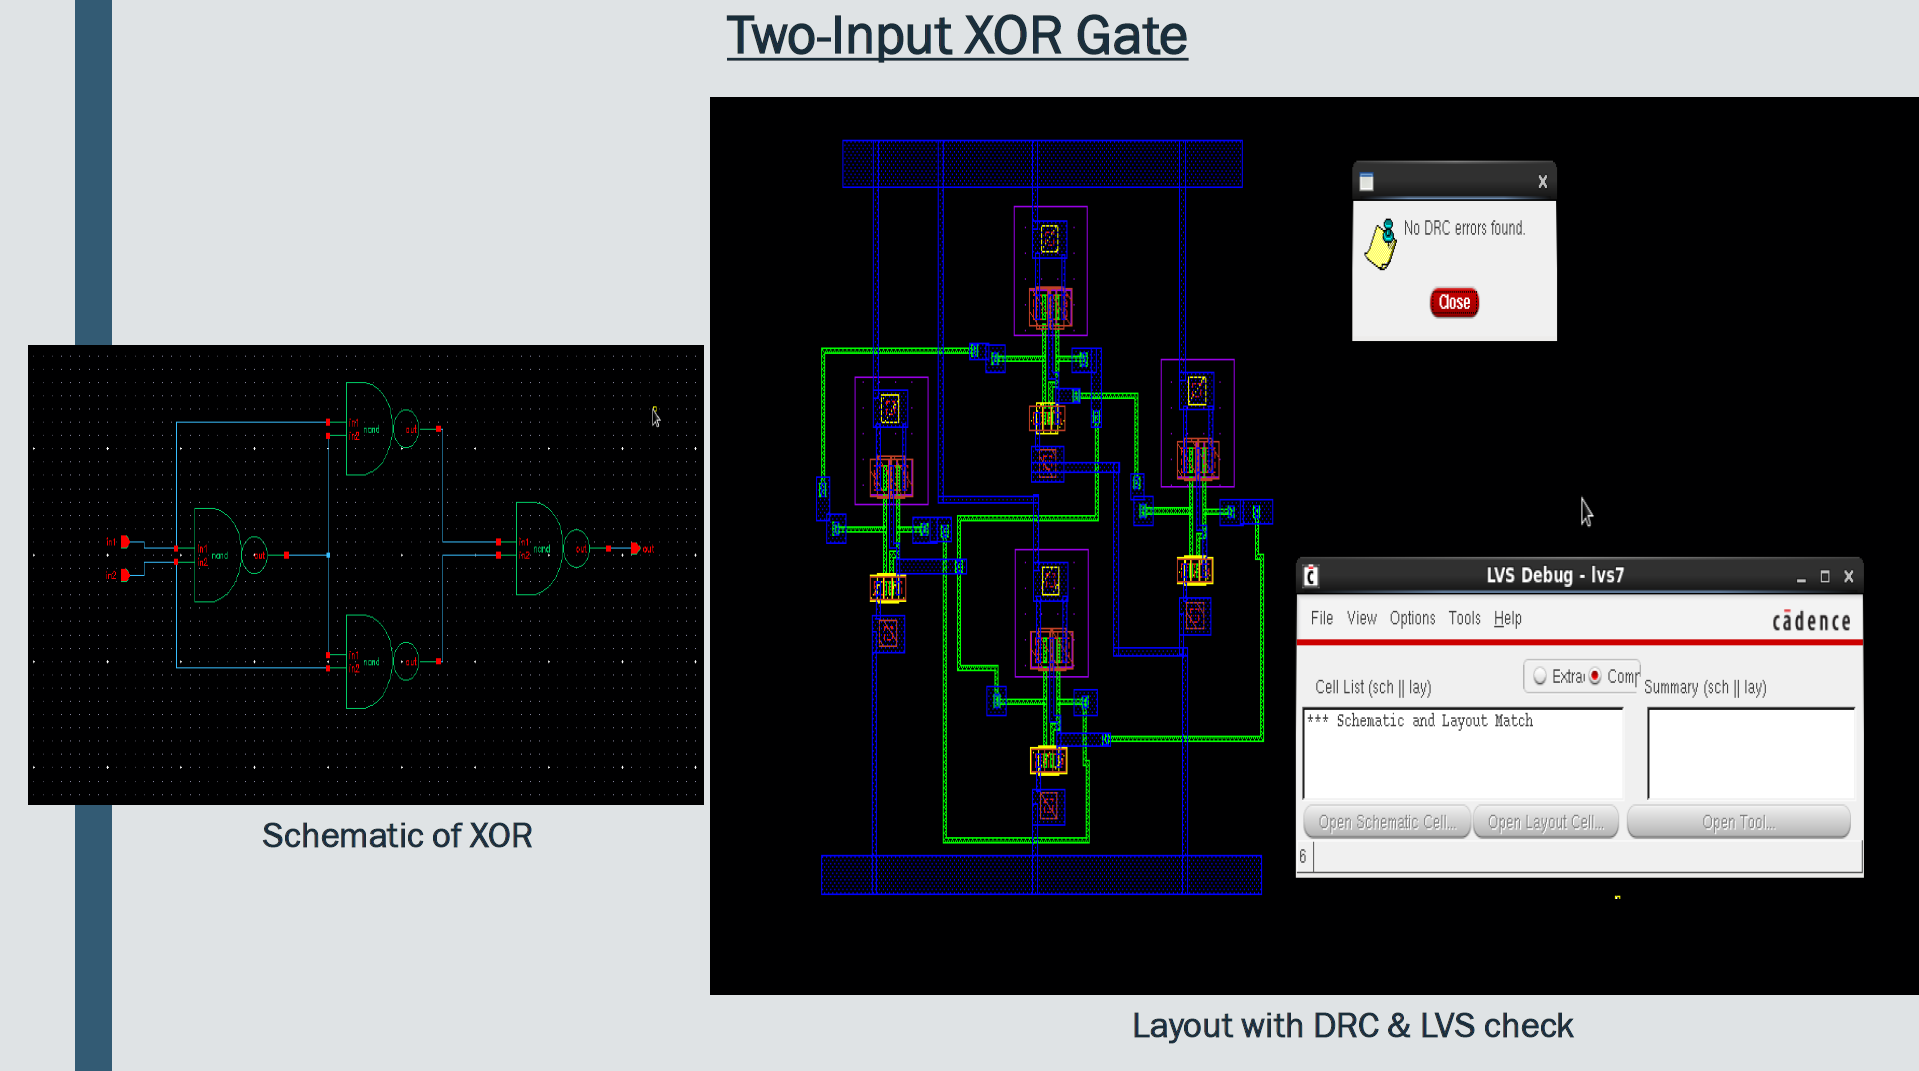 Two-Input XOR Gate
No DRC errors found.
Close
in1
in2
in1
in2
nand
out
in1
in2
nand
out
in1
in2
nand
out
in1
in2
nand
out
out
Schematic of XOR
LVS Debug - lvs7
File View Options Tools Help
cādence
Cell List (sch || lay)
Extra Comp
Summary (sch || lay)
*** Schematic and Layout Match
Open Schematic Cell... Open Layout Cell... Open Tool...
6
Layout with DRC & LVS check